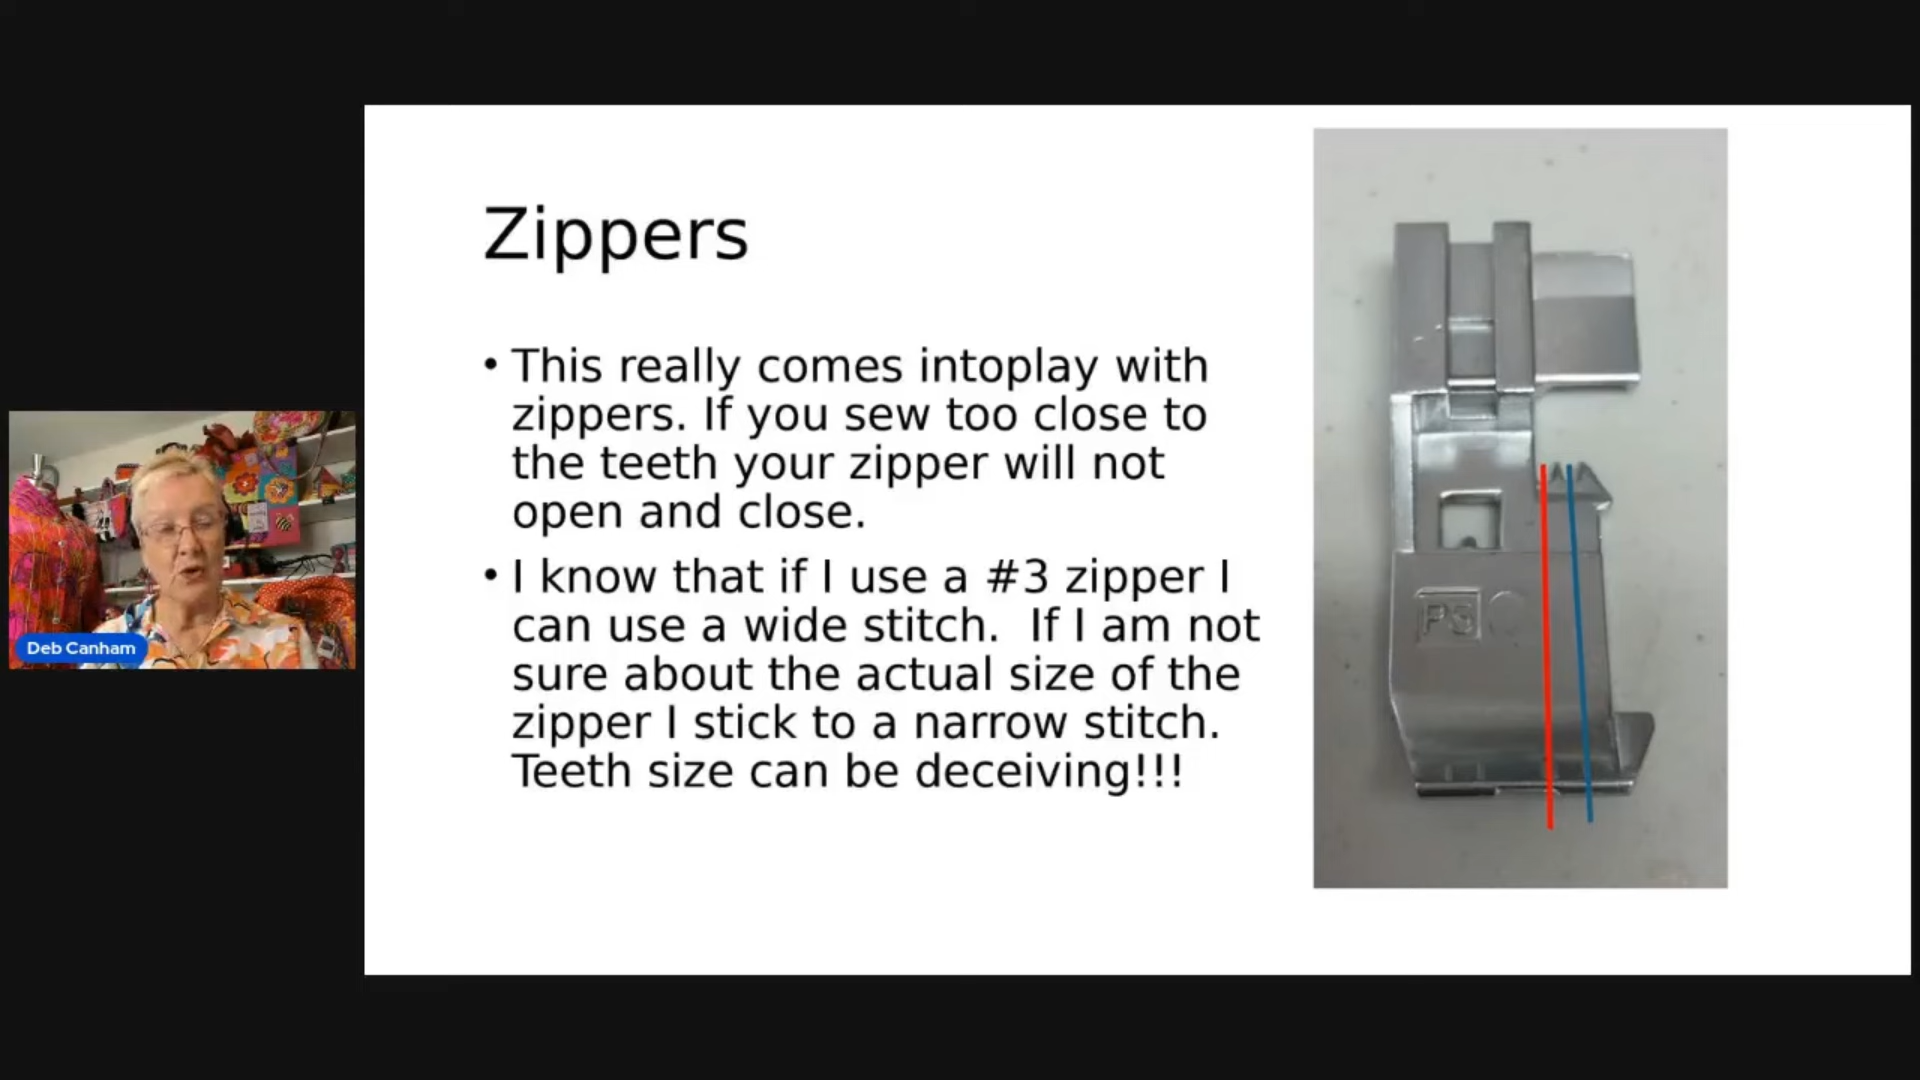 Zippers
• This really comes intoplay with
zippers. If you sew too close to
the teeth your zipper will not
open and close.
• I know that if I use a #3 zipper I
can use a wide stitch.  If I am not
sure about the actual size of the
zipper I stick to a narrow stitch.
Teeth size can be deceiving!!!
Deb Canham